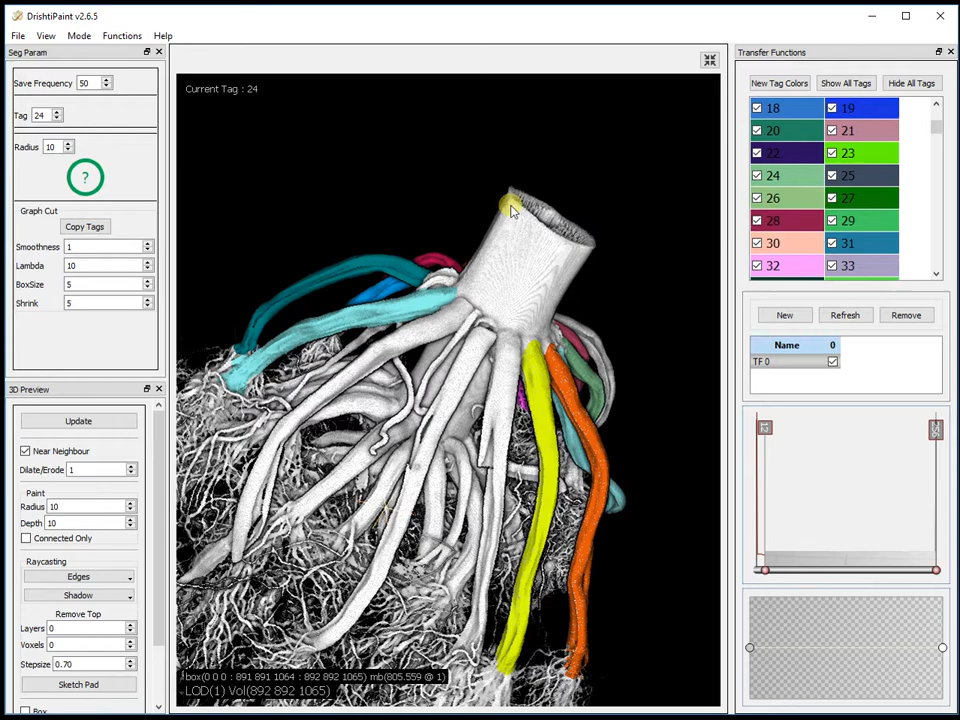 DrishtiPaint v2.6.5
File View Mode Functions Help
Seg Param
Save Frequency 50
Tag 24
Radius 10
?
Graph Cut
Copy Tags
Smoothness 1
Lambda 10
BoxSize 5
Shrink 5
3D Preview
Update
Near Neighbour
Dilate/Erode 1
Paint
Radius 10
Depth 10
Connected Only
Raycasting
Edges
Shadow
Remove Top
Layers 0
Voxels 0
Stepsize 0.70
Sketch Pad
Box
Current Tag : 24
box(0 0 0 : 891 891 1064 : 892 892 1065) mb(805.559 @ 1)
LOD(1) Vol(892 892 1065)
Transfer Functions
New Tag Colors Show All Tags Hide All Tags
18 19
20 21
22 23
24 25
26 27
28 29
30 31
32 33
New Refresh Remove
Name 0
TF 0
12 256